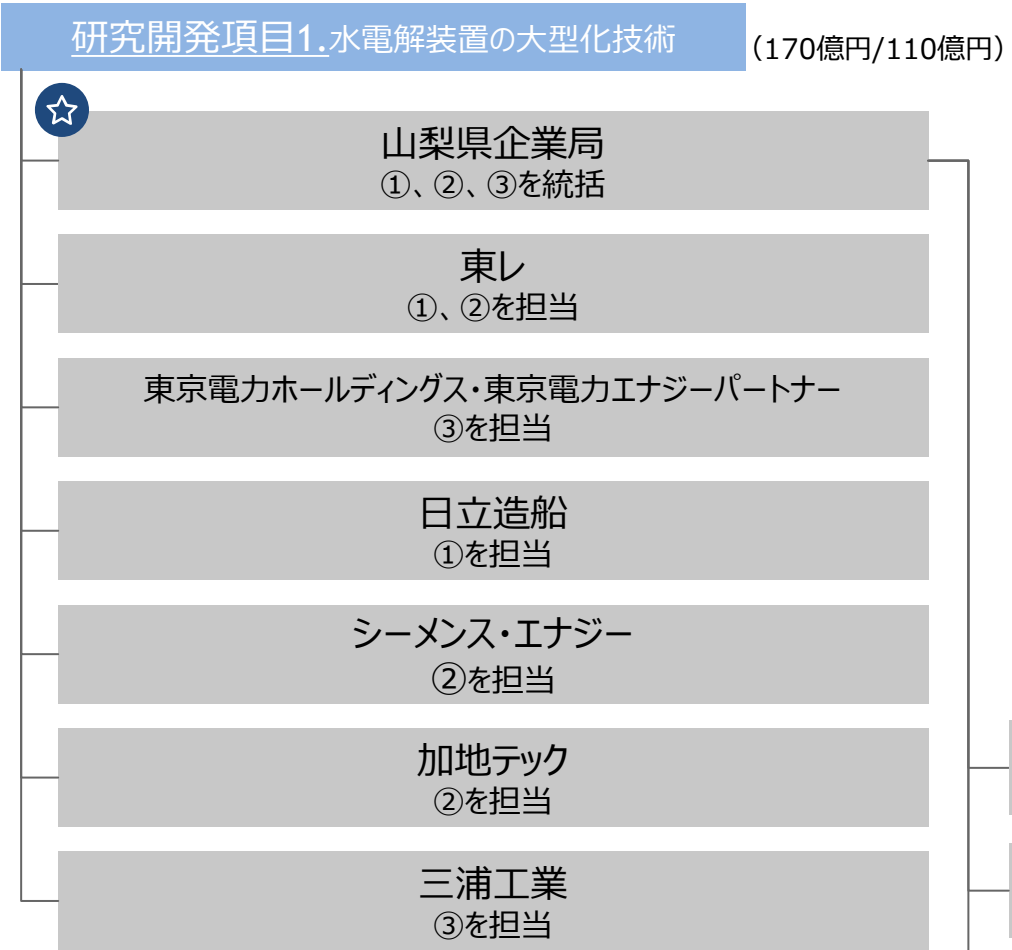 研究開発項目1.水電解装置の大型化技術
（170億円/110億円）
山梨県企業局
①、②、③を統括
東レ
①、②を担当
東京電力ホールディングス・東京電力エナジーパートナー
③を担当
日立造船
①を担当
シーメンス・エナジー
②を担当
加地テック
②を担当
三浦工業
③を担当